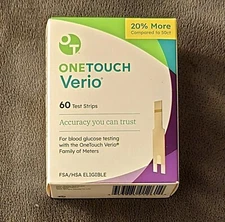 20% More
Compared to 50ct
OT
ONETOUCH
Verio®
60 Test Strips
Accuracy you can trust
For blood glucose testing
with the OneTouch Verio®
Family of Meters
FSA/HSA ELIGIBLE